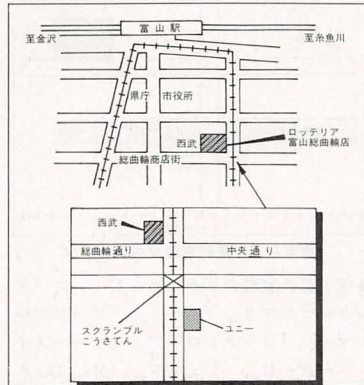 富山駅
至金沢
至糸魚川
県庁
市役所
西武
ロッテリア
富山総曲輪店
総曲輪商店街
西武
総曲輪通り
中央通り
スクランブル
こうさてん
ユニー